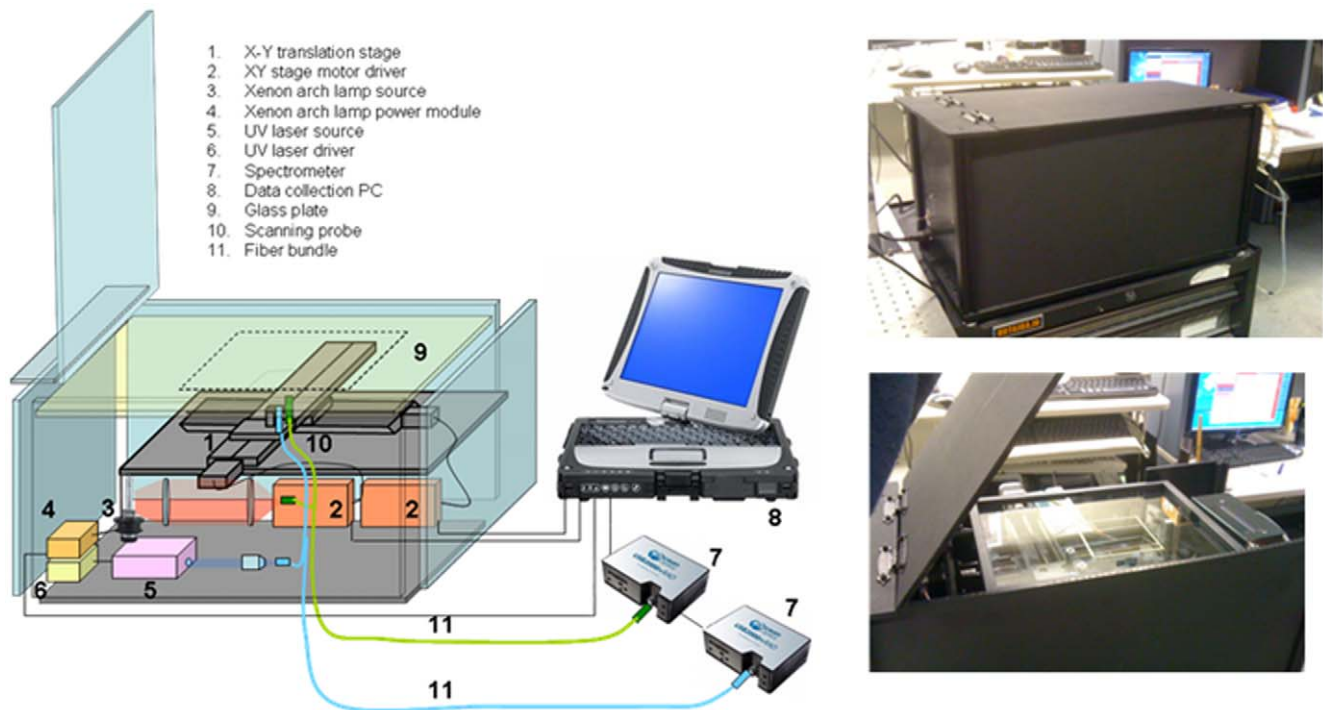 1. X-Y translation stage
2. XY stage motor driver
3. Xenon arch lamp source
4. Xenon arch lamp power module
5. UV laser source
6. UV laser driver
7. Spectrometer
8. Data collection PC
9. Glass plate
10. Scanning probe
11. Fiber bundle
9
1
10
4
3
2
2
8
6
5
7
7
11
11